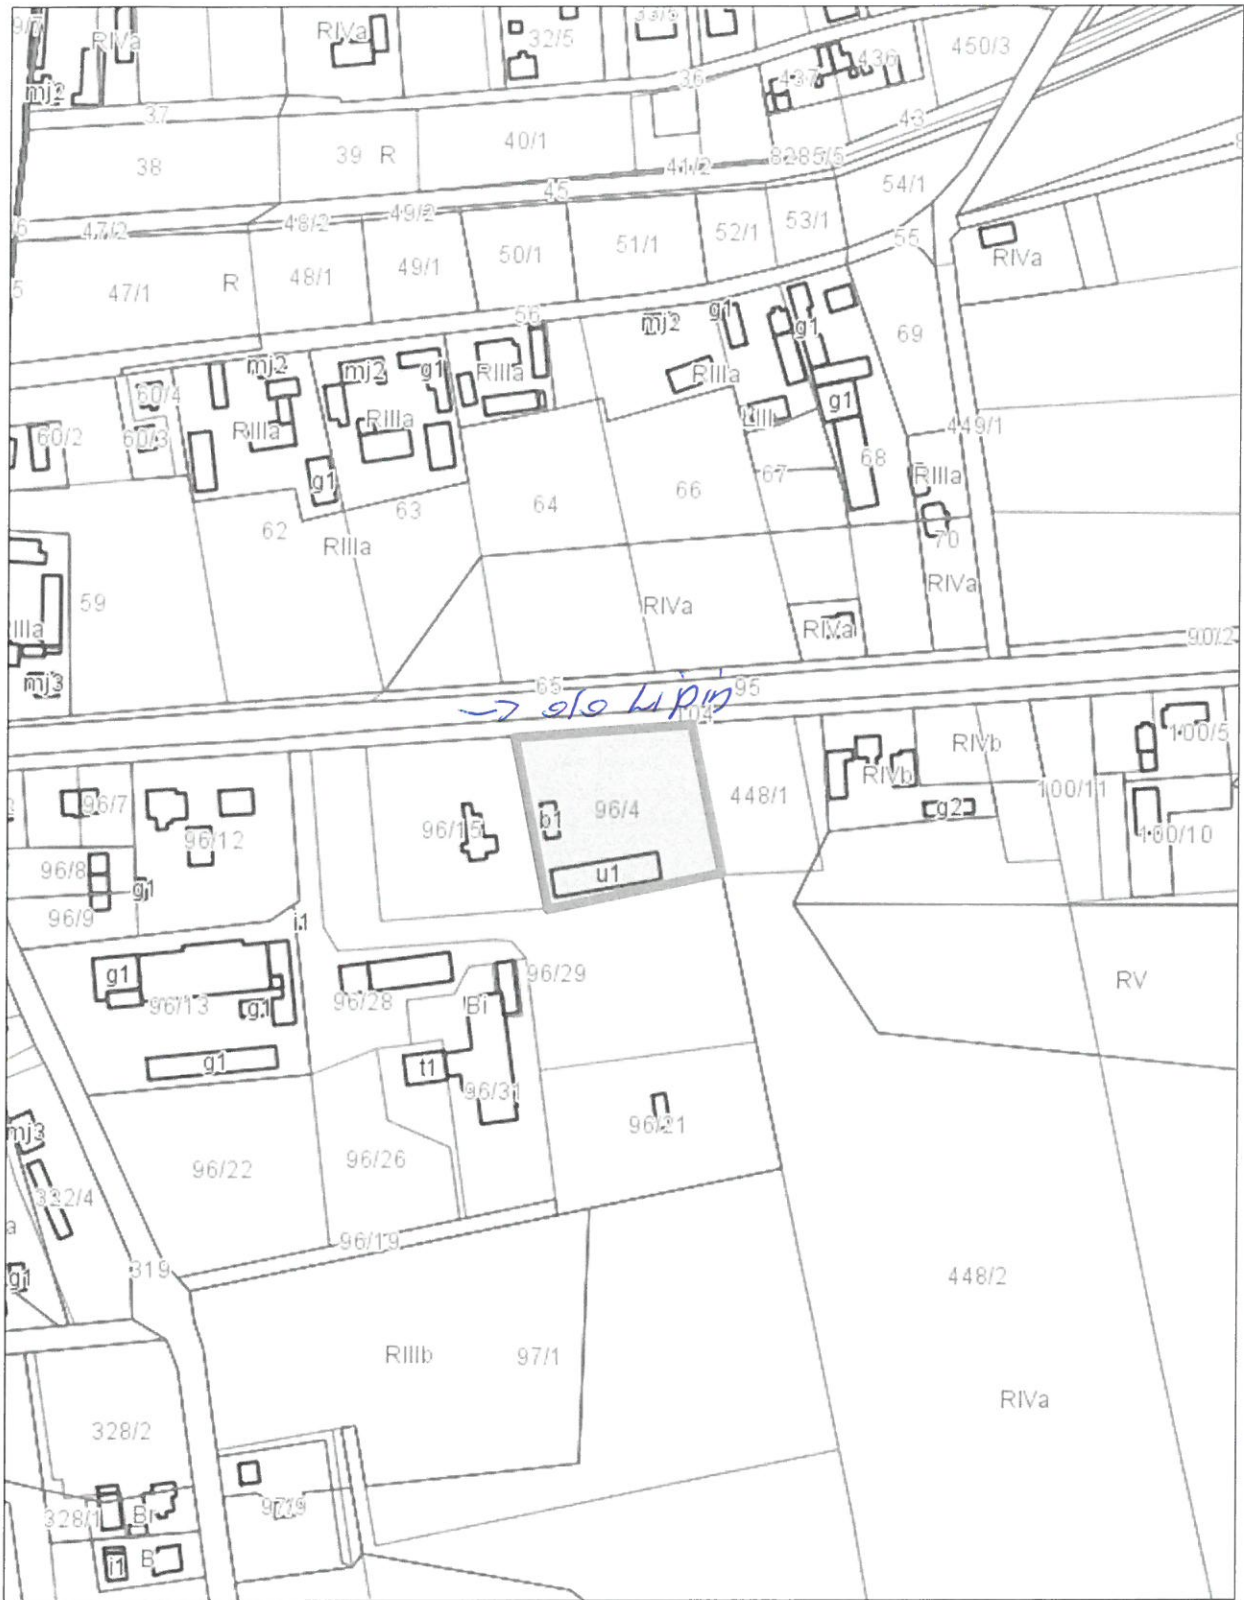 9/7 RIVa RIVa 32/5 33/5 450/3
mj2 36 437 436
37 43
38 39 R 40/1 41/2 8285/5
45 54/1
6 47/2 48/2 49/2 50/1 51/1 52/1 53/1 55 RIVa
5 47/1 R 48/1 49/1
56 mj2 g1 g1 69
mj2 mj2 g1 RIIIa RIIIa
60/4 g1
60/2 60/3 RIIIa RIIIa LIII 449/1
g1 67 68 RIIIa
62 63 64 66
RIIIa 70
59 RIVa RIVa
IIIa RIVa 90/2
mj3
65 95
104
RIVb 100/5
96/7 RIVb 100/11
96/12 96/15 b1 96/4 448/1 g2 100/10
96/8 g1 u1
96/9 i1
g1 96/29 RV
96/13 g1 96/28 Bi
g1 t1 96/31
mj3 96/21
96/22 96/26
332/4
a 96/19
g1 319 448/2
RIIIb 97/1
RIVa
328/2
328/1 Br
i1 B